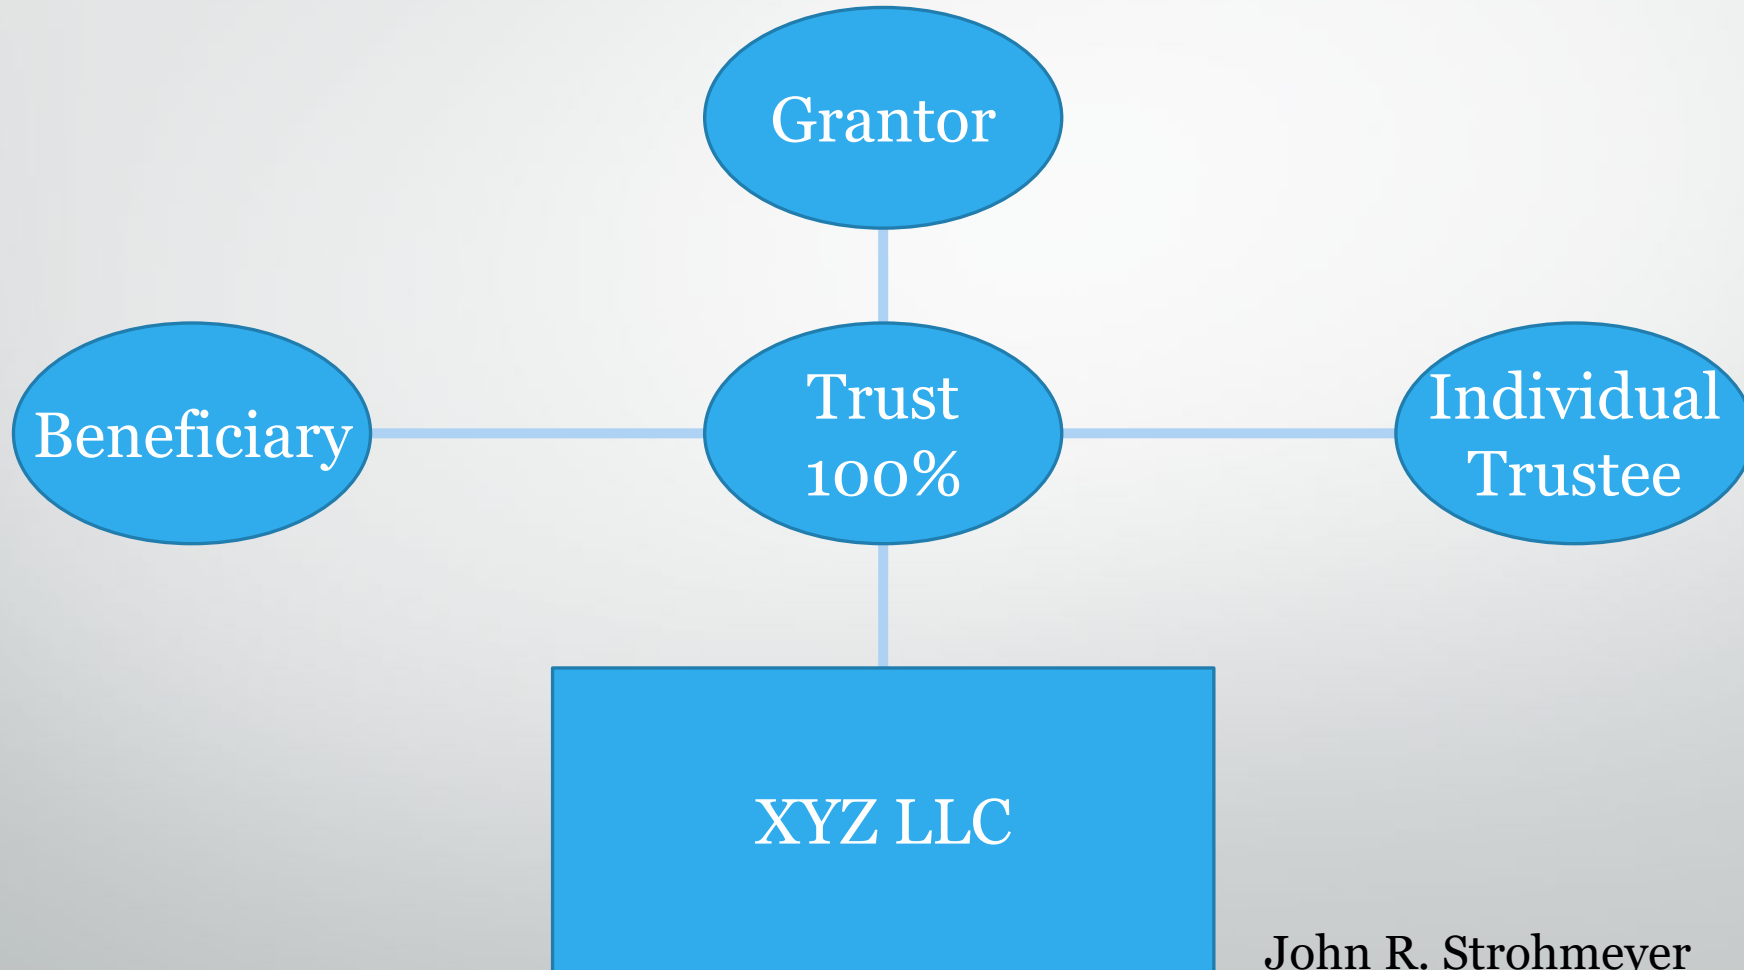 Grantor
Beneficiary
Trust
100%
Individual
Trustee
XYZ LLC
John R. Strohmeyer